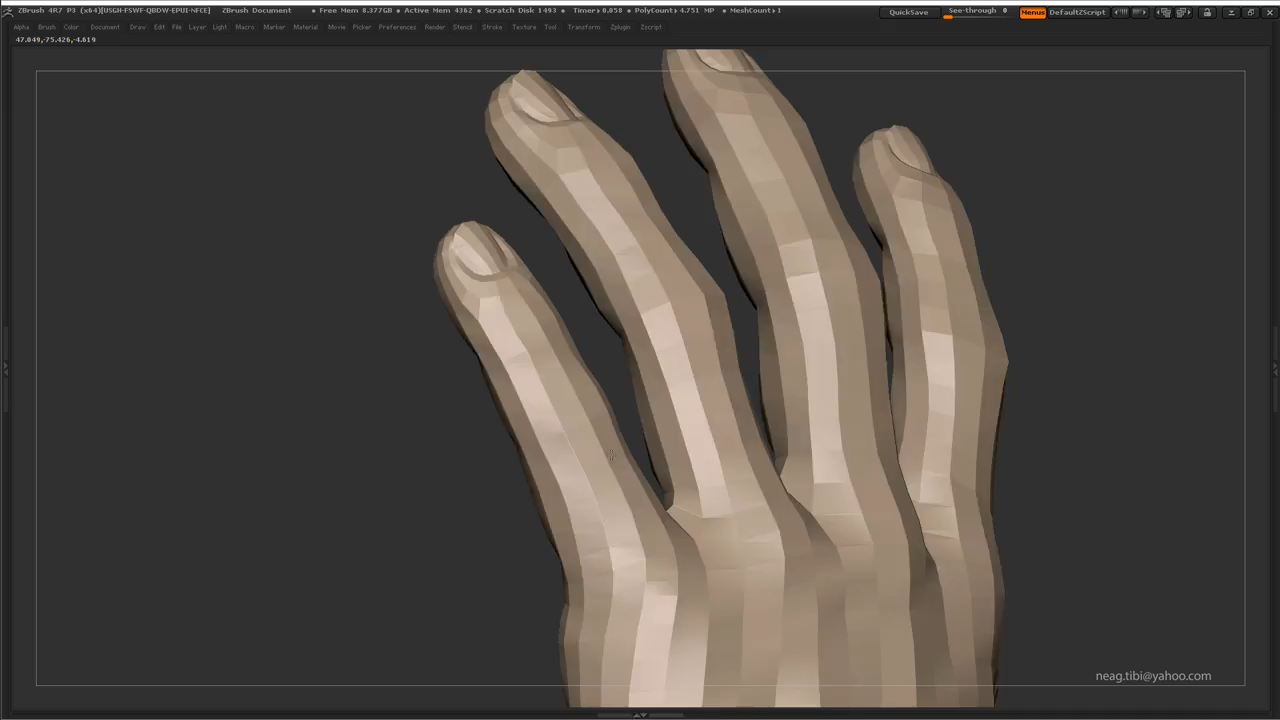 ZBrush 4R7 P3 (x64)[USGH-FSWF-QBDW-EPUI-NFCE] ZBrush Document ● Free Mem 8.377GB ● Active Mem 4362 ● Scratch Disk 1493 ● Timer▸0.058 ● PolyCount▸4.751 MP ● MeshCount▸1 QuickSave See-through 0 Menus DefaultZScript
Alpha Brush Color Document Draw Edit File Layer Light Macro Marker Material Movie Picker Preferences Render Stencil Stroke Texture Tool Transform Zplugin Zscript
47.049,-75.426,-4.619
neag.tibi@yahoo.com